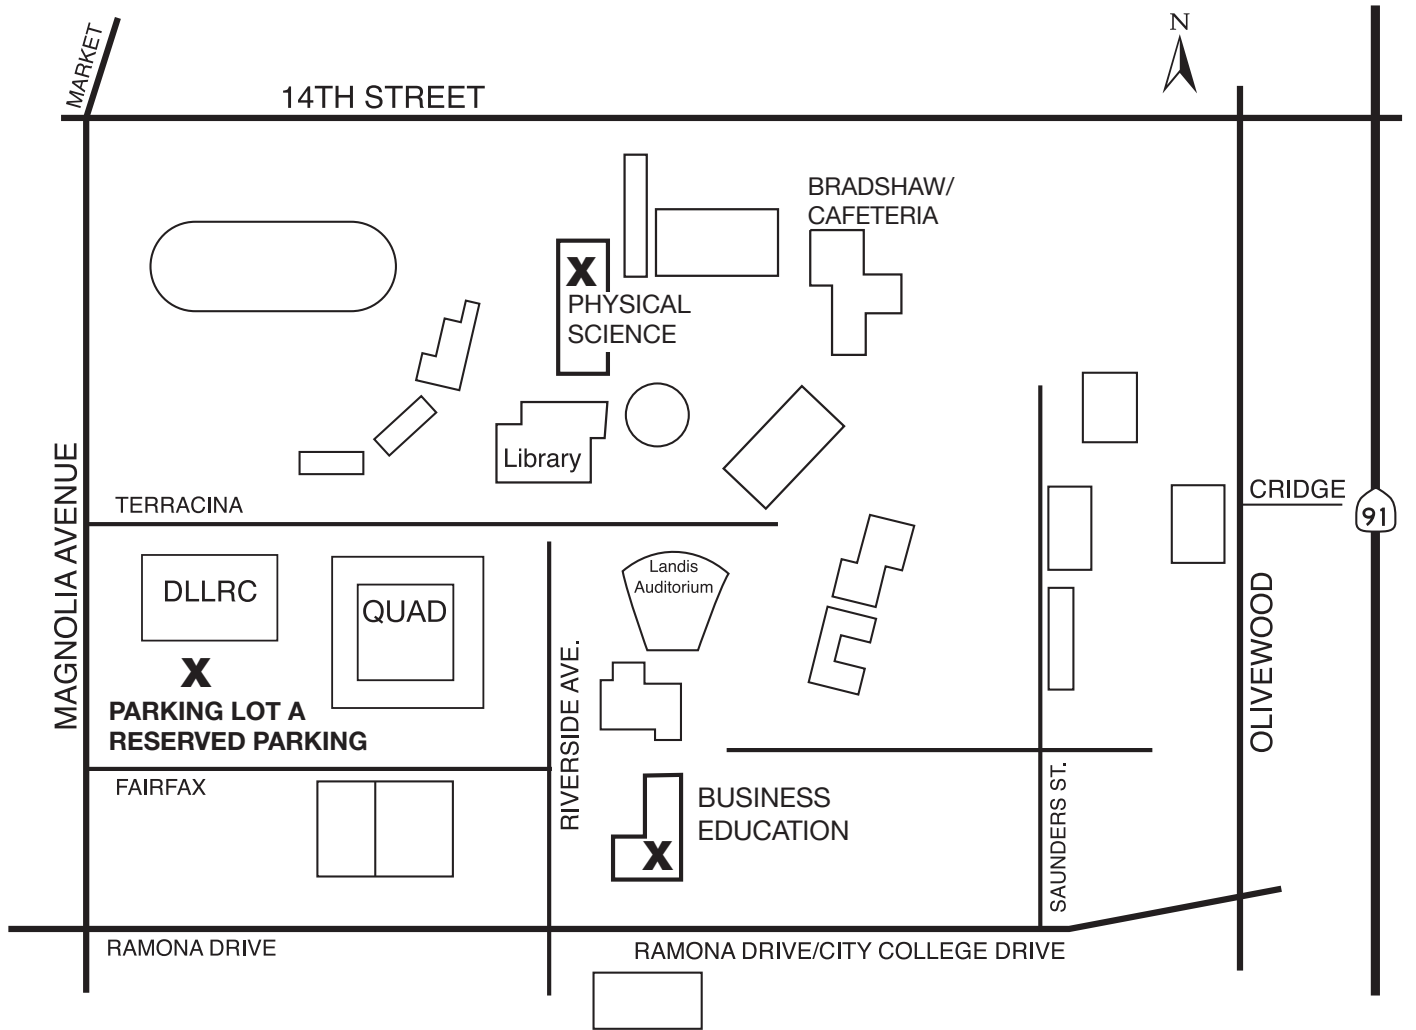 N
MARKET
14TH STREET
BRADSHAW/
CAFETERIA
X
PHYSICAL
SCIENCE
Library
MAGNOLIA AVENUE
TERRACINA
CRIDGE
91
DLLRC
QUAD
Landis
Auditorium
X
PARKING LOT A
RESERVED PARKING
RIVERSIDE AVE.
OLIVEWOOD
FAIRFAX
BUSINESS
EDUCATION
X
SAUNDERS ST.
RAMONA DRIVE
RAMONA DRIVE/CITY COLLEGE DRIVE